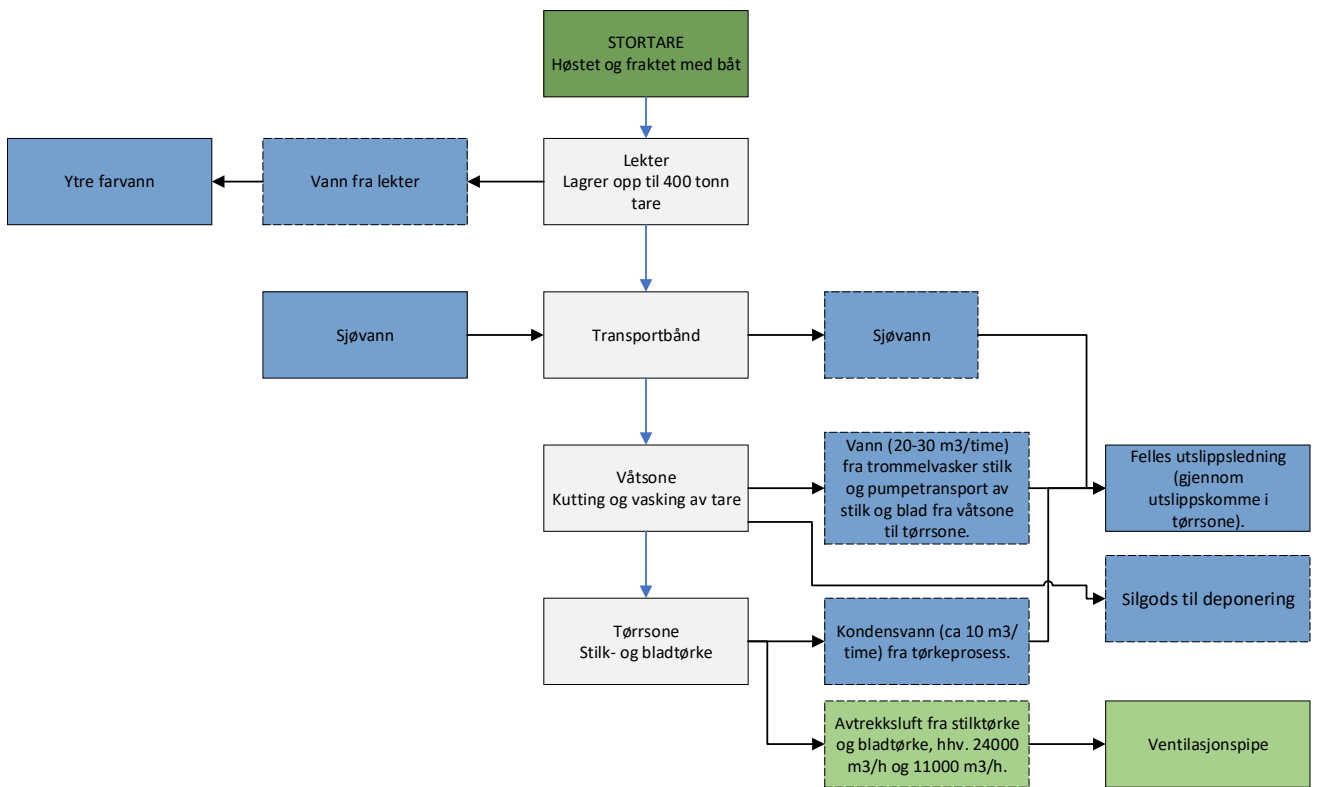 STORTARE
Høstet og fraktet med båt
Ytre farvann
Vann fra lekter
Lekter
Lagrer opp til 400 tonn
tare
Sjøvann
Transportbånd
Sjøvann
Våtsone
Kutting og vasking av tare
Vann (20-30 m3/time)
fra trommelvasker stilk
og pumpetransport av
stilk og blad fra våtsone
til tørrsone.
Felles utslippsledning
(gjennom
utslippskomme i
tørrsone).
Silgods til deponering
Tørrsone
Stilk- og bladtørke
Kondensvann (ca 10 m3/
time) fra tørkeprosess.
Avtrekksluft fra stilktørke
og bladtørke, hhv. 24000
m3/h og 11000 m3/h.
Ventilasjonspipe